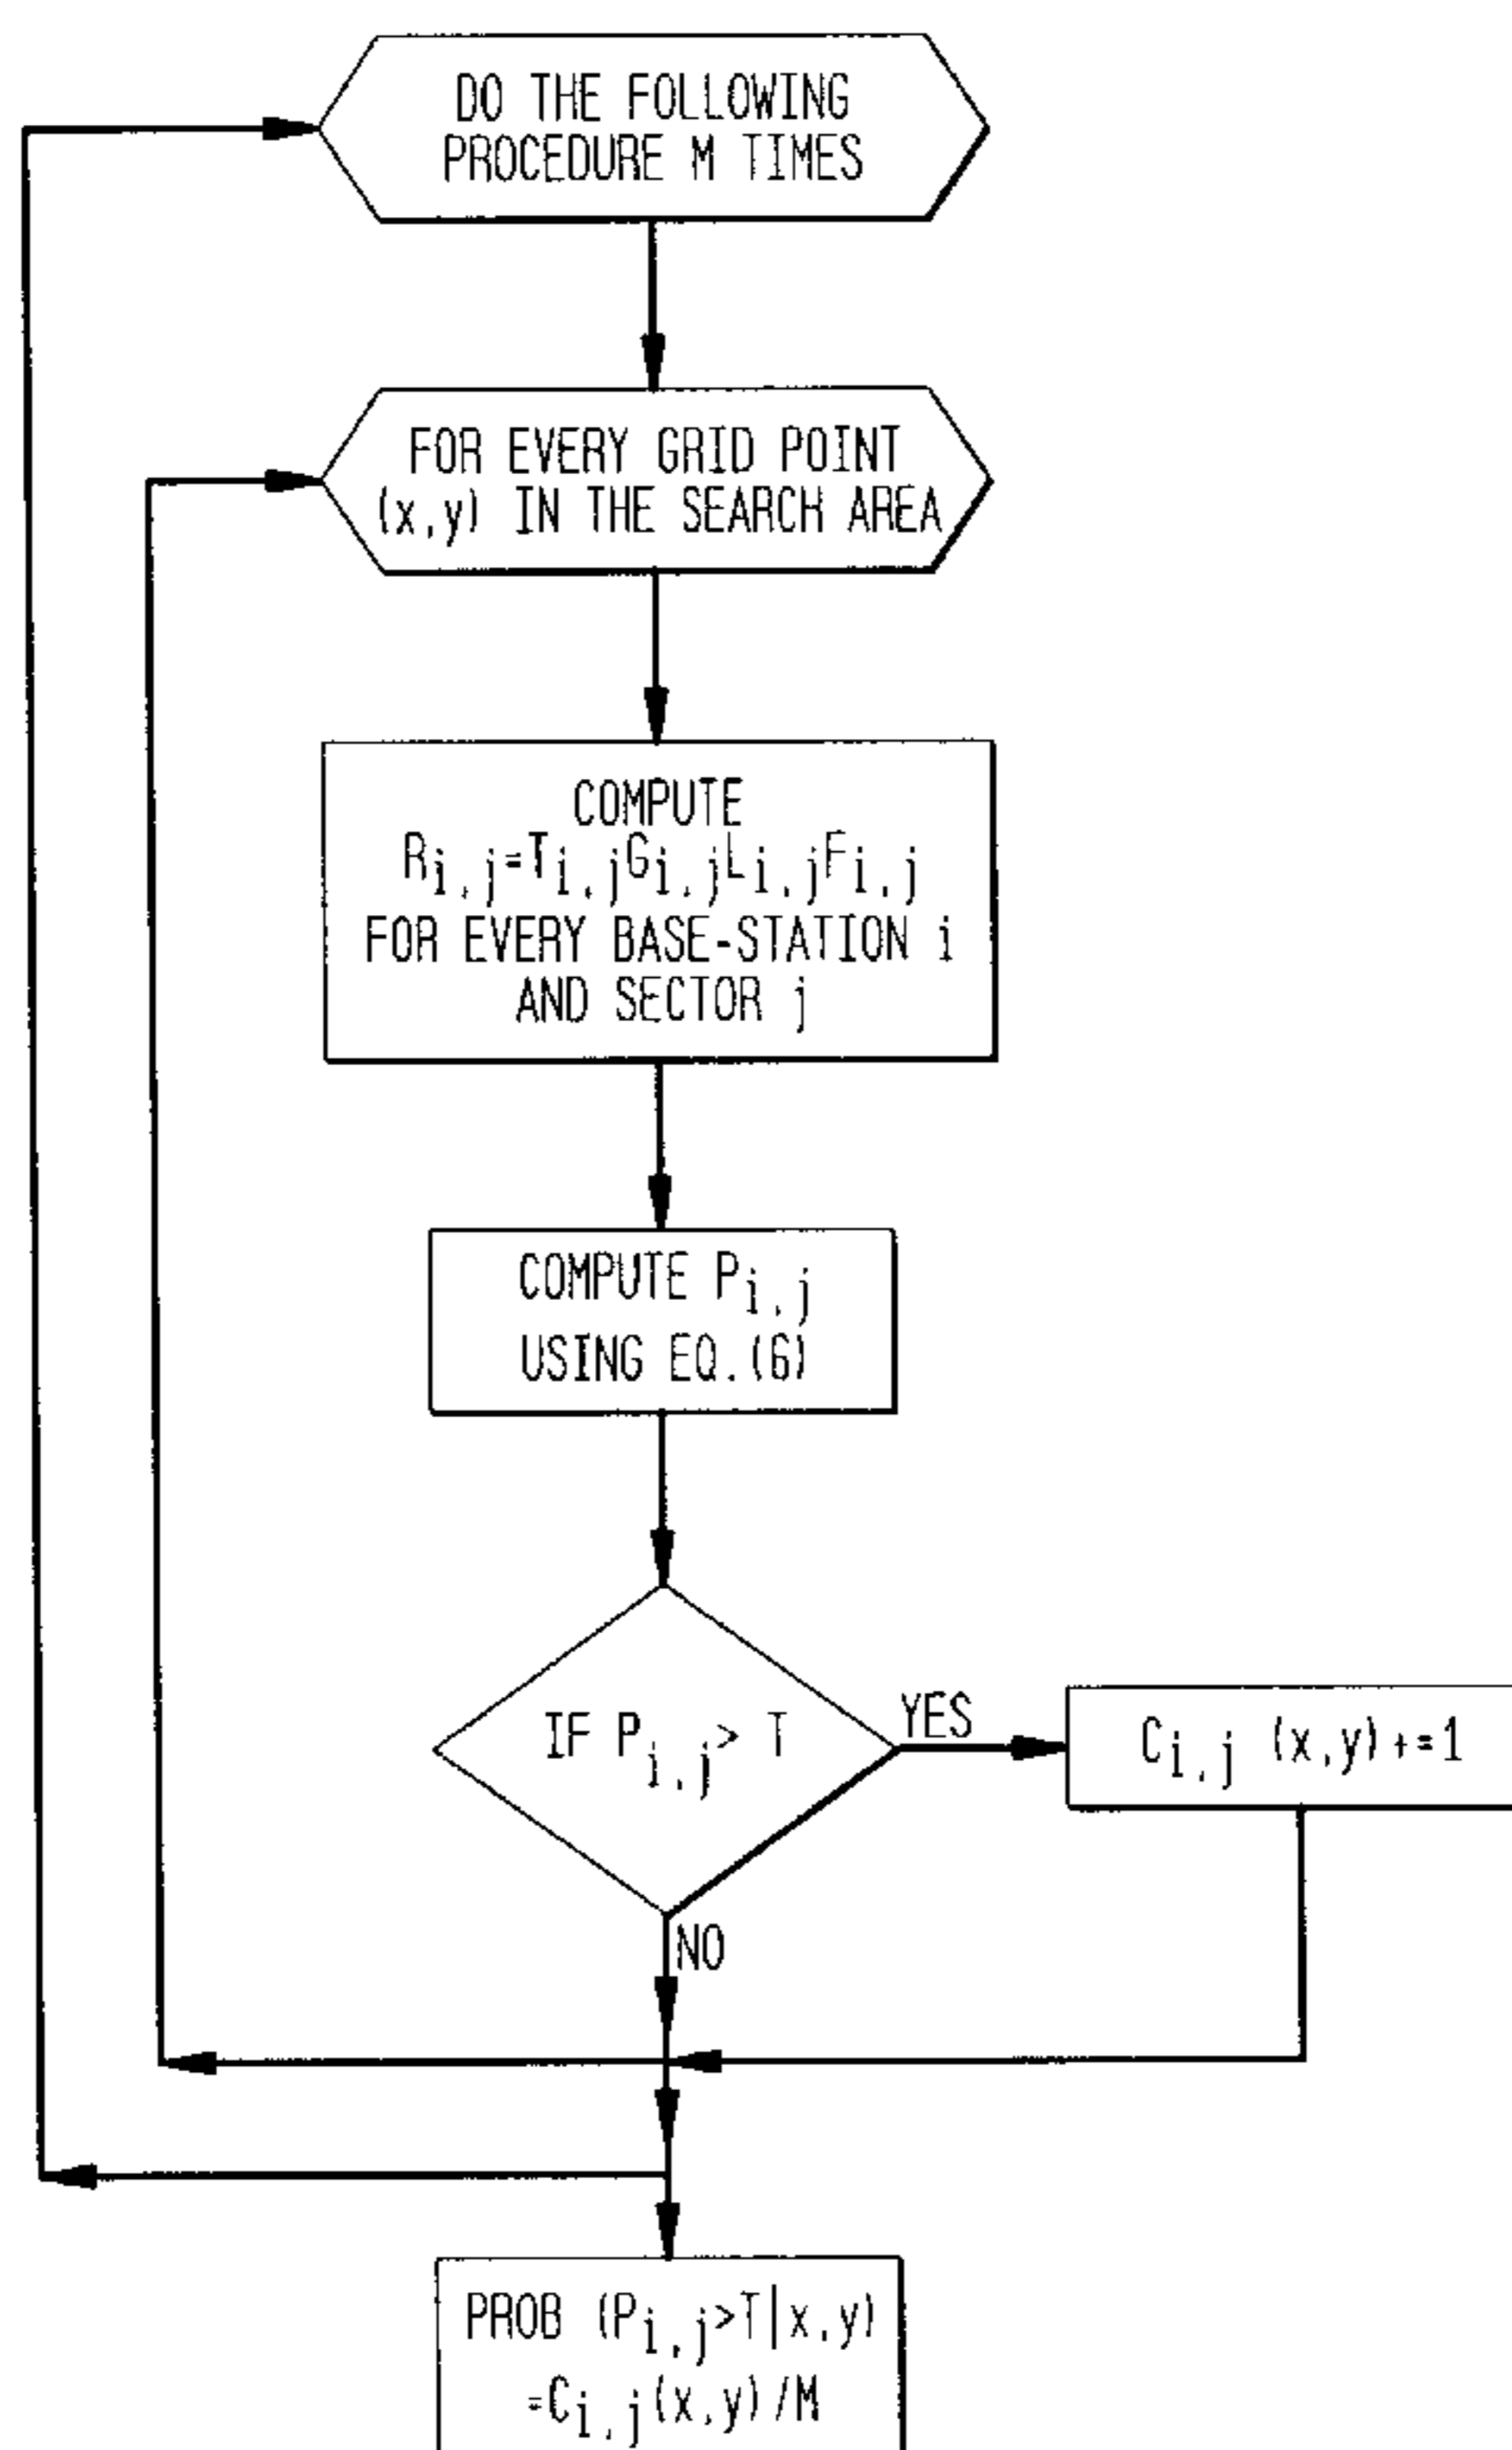 DO THE FOLLOWING
PROCEDURE M TIMES
FOR EVERY GRID POINT
(x,y) IN THE SEARCH AREA
COMPUTE
Ri,j=Ti,jGi,jLi,jFi,j
FOR EVERY BASE-STATION i
AND SECTOR j
COMPUTE Pi,j
USING EQ.(6)
IF Pi,j> T
YES
Ci,j (x,y)+=1
NO
PROB (Pi,j>T|x,y)
=Ci,j(x,y)/M